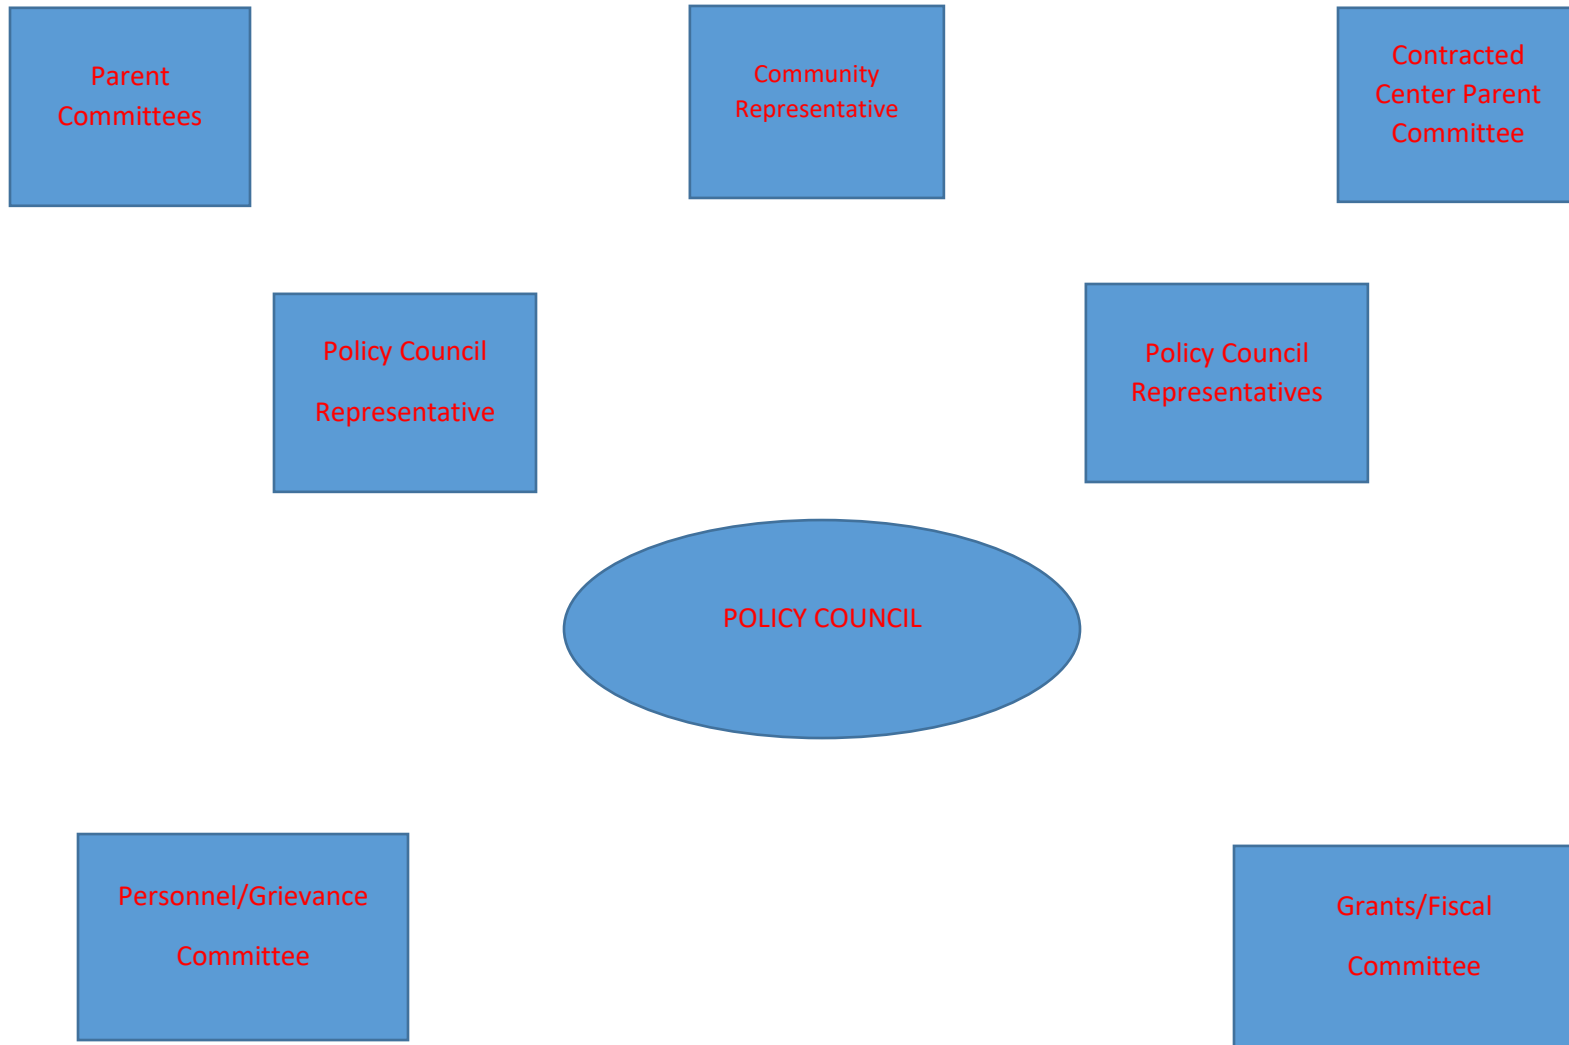 Parent
Committees
Community
Representative
Contracted
Center Parent
Committee
Policy Council
Representative
Policy Council
Representatives
POLICY COUNCIL
Personnel/Grievance
Committee
Grants/Fiscal
Committee